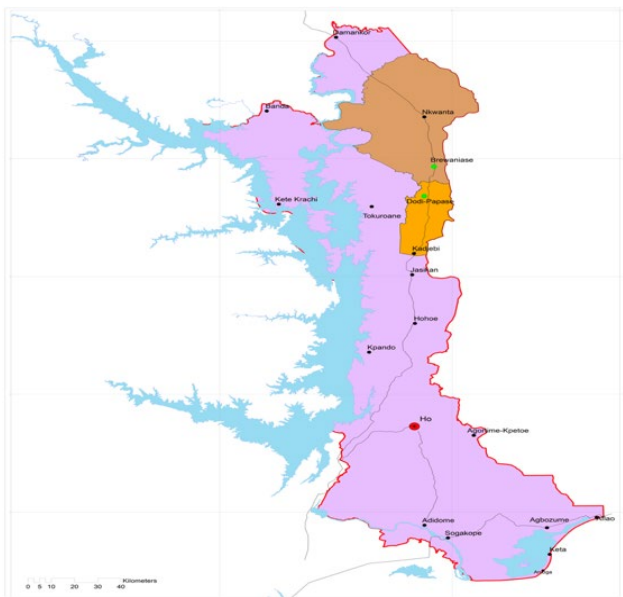 Damankor
Nkwanta
Banda
Brewaniase
Dodi-Papase
Kete Krachi
Tokuroane
Kadjebi
Jasikan
Hohoe
Kpando
Ho
Agortime-Kpetoe
Adidome
Sogakope
Agbozume
Aflao
Keta
Kilometers
0 5 10 20 30 40